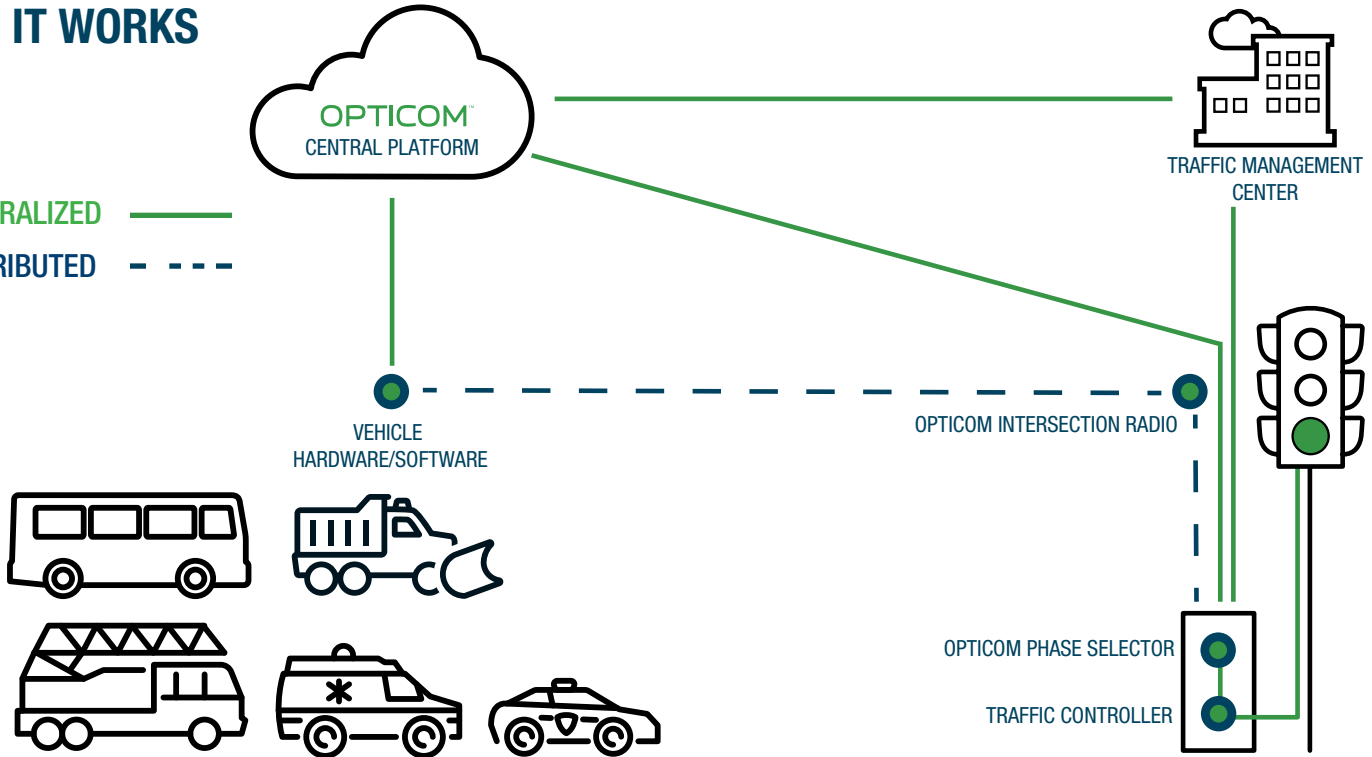 IT WORKS
OPTICOM™
CENTRAL PLATFORM
TRAFFIC MANAGEMENT
CENTER
RALIZED
RIBUTED
VEHICLE
HARDWARE/SOFTWARE
OPTICOM INTERSECTION RADIO
OPTICOM PHASE SELECTOR
TRAFFIC CONTROLLER